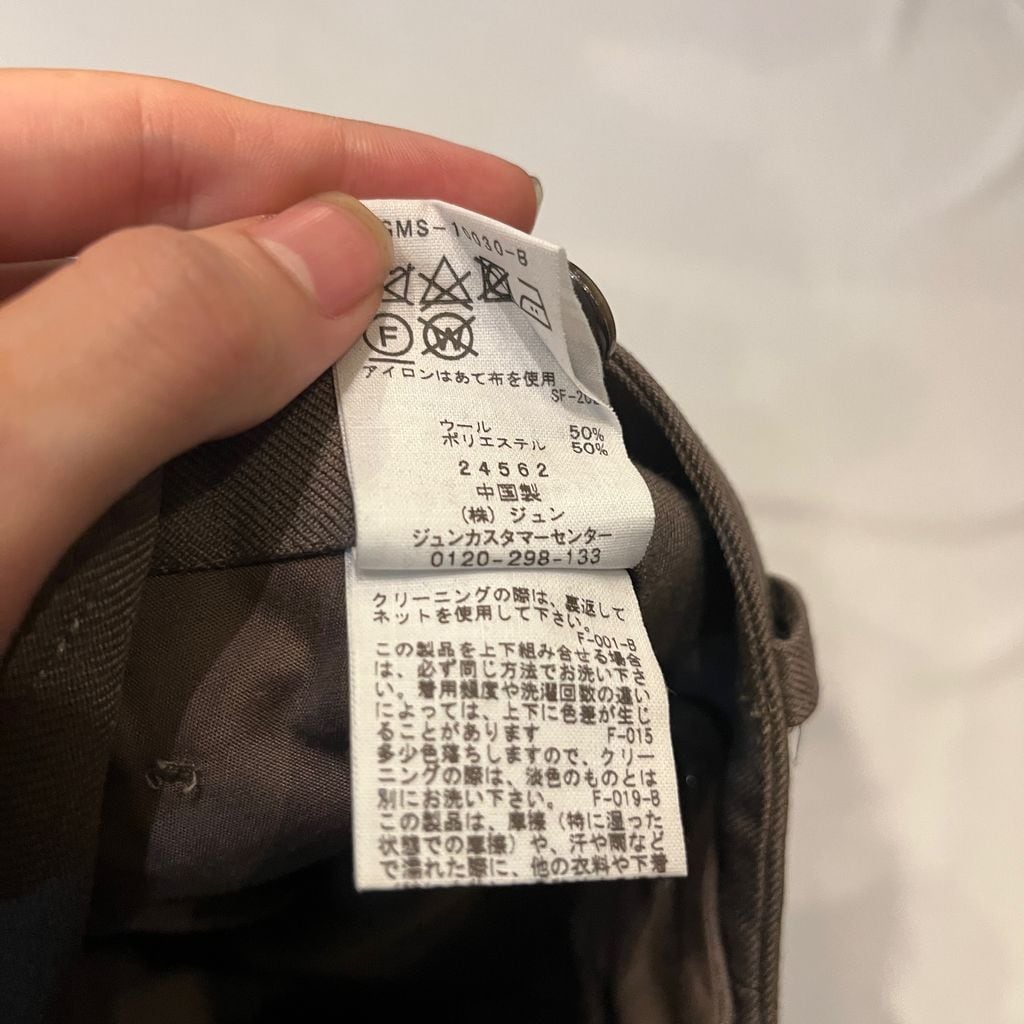 GMS-10030-B
F W
アイロンはあて布を使用
ウール 50%
ポリエステル 50%
24562
中国製
(株)ジュン
ジュンカスタマーセンター
0120-298-133
クリーニングの際は、裏返して
ネットを使用して下さい。
F-001-B
この製品を上下組み合せる場合
は、必ず同じ方法でお洗い下さ
い。着用頻度や洗濯回数の違い
によっては、上下に色差が生じ
ることがあります F-015
多少色落ちしますので、クリー
ニングの際は、淡色のものとは
別にお洗い下さい。 F-019-B
この製品は、摩擦(特に湿った
状態での摩擦)や、汗や雨など
で濡れた際に、他の衣料や下着